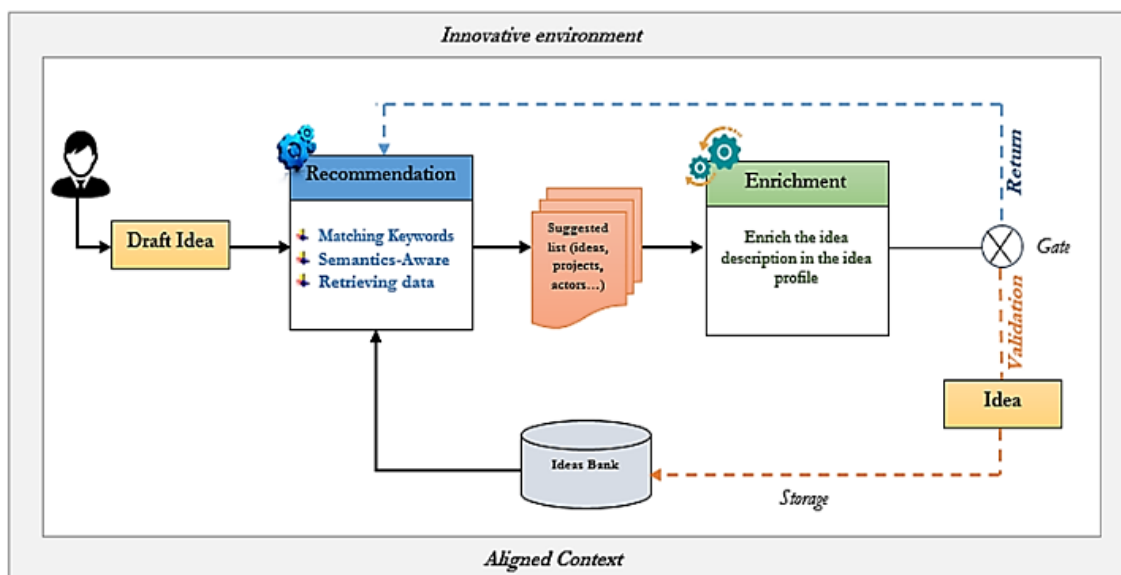 Innovative environment
Return
Recommendation
Enrichment
Draft Idea
Matching Keywords
Semantics-Aware
Retrieving data
Suggested
list (ideas,
projects,
actors...)
Enrich the idea
description in the idea
profile
Gate
Validation
Idea
Ideas Bank
Storage
Aligned Context